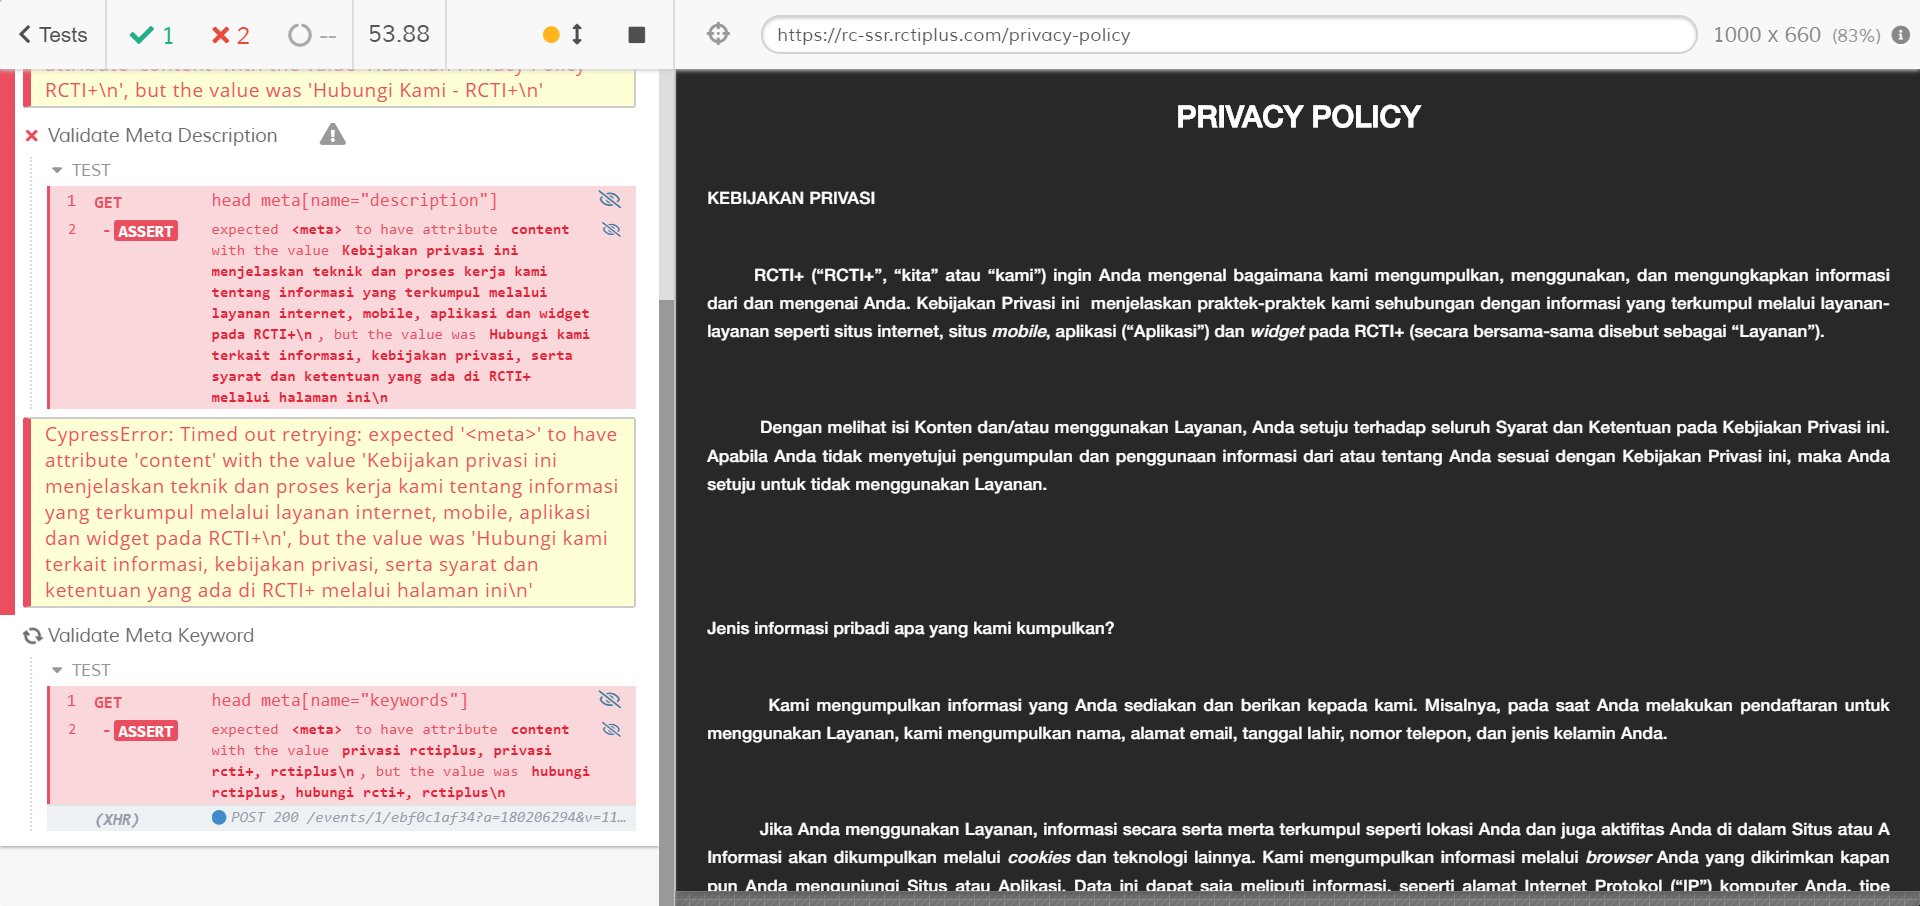 Tests
1
2
--
53.88
https://rc-ssr.rctiplus.com/privacy-policy
1000 x 660 (83%)
attribute 'content' with the value 'Halaman Privacy Policy
RCTI+\n', but the value was 'Hubungi Kami - RCTI+\n'
Validate Meta Description
TEST
1 GET head meta[name="description"]
2 - ASSERT expected <meta> to have attribute content
with the value Kebijakan privasi ini
menjelaskan teknik dan proses kerja kami
tentang informasi yang terkumpul melalui
layanan internet, mobile, aplikasi dan widget
pada RCTI+\n , but the value was Hubungi kami
terkait informasi, kebijakan privasi, serta
syarat dan ketentuan yang ada di RCTI+
melalui halaman ini\n
CypressError: Timed out retrying: expected '<meta>' to have
attribute 'content' with the value 'Kebijakan privasi ini
menjelaskan teknik dan proses kerja kami tentang informasi
yang terkumpul melalui layanan internet, mobile, aplikasi
dan widget pada RCTI+\n', but the value was 'Hubungi kami
terkait informasi, kebijakan privasi, serta syarat dan
ketentuan yang ada di RCTI+ melalui halaman ini\n'
Validate Meta Keyword
TEST
1 GET head meta[name="keywords"]
2 - ASSERT expected <meta> to have attribute content
with the value privasi rctiplus, privasi
rcti+, rctiplus\n , but the value was hubungi
rctiplus, hubungi rcti+, rctiplus\n
(XHR) POST 200 /events/1/ebf0c1af34?a=180206294&v=11…
PRIVACY POLICY
KEBIJAKAN PRIVASI
RCTI+ (“RCTI+”, “kita” atau “kami”) ingin Anda mengenal bagaimana kami mengumpulkan, menggunakan, dan mengungkapkan informasi
dari dan mengenai Anda. Kebijakan Privasi ini menjelaskan praktek-praktek kami sehubungan dengan informasi yang terkumpul melalui layanan-
layanan seperti situs internet, situs mobile, aplikasi (“Aplikasi”) dan widget pada RCTI+ (secara bersama-sama disebut sebagai “Layanan”).
Dengan melihat isi Konten dan/atau menggunakan Layanan, Anda setuju terhadap seluruh Syarat dan Ketentuan pada Kebjiakan Privasi ini.
Apabila Anda tidak menyetujui pengumpulan dan penggunaan informasi dari atau tentang Anda sesuai dengan Kebijakan Privasi ini, maka Anda
setuju untuk tidak menggunakan Layanan.
Jenis informasi pribadi apa yang kami kumpulkan?
Kami mengumpulkan informasi yang Anda sediakan dan berikan kepada kami. Misalnya, pada saat Anda melakukan pendaftaran untuk
menggunakan Layanan, kami mengumpulkan nama, alamat email, tanggal lahir, nomor telepon, dan jenis kelamin Anda.
Jika Anda menggunakan Layanan, informasi secara serta merta terkumpul seperti lokasi Anda dan juga aktifitas Anda di dalam Situs atau A
Informasi akan dikumpulkan melalui cookies dan teknologi lainnya. Kami mengumpulkan informasi melalui browser Anda yang dikirimkan kapan
pun Anda mengunjungi Situs atau Aplikasi. Data ini dapat saja meliputi informasi, seperti alamat Internet Protokol (“IP”) komputer Anda, tipe